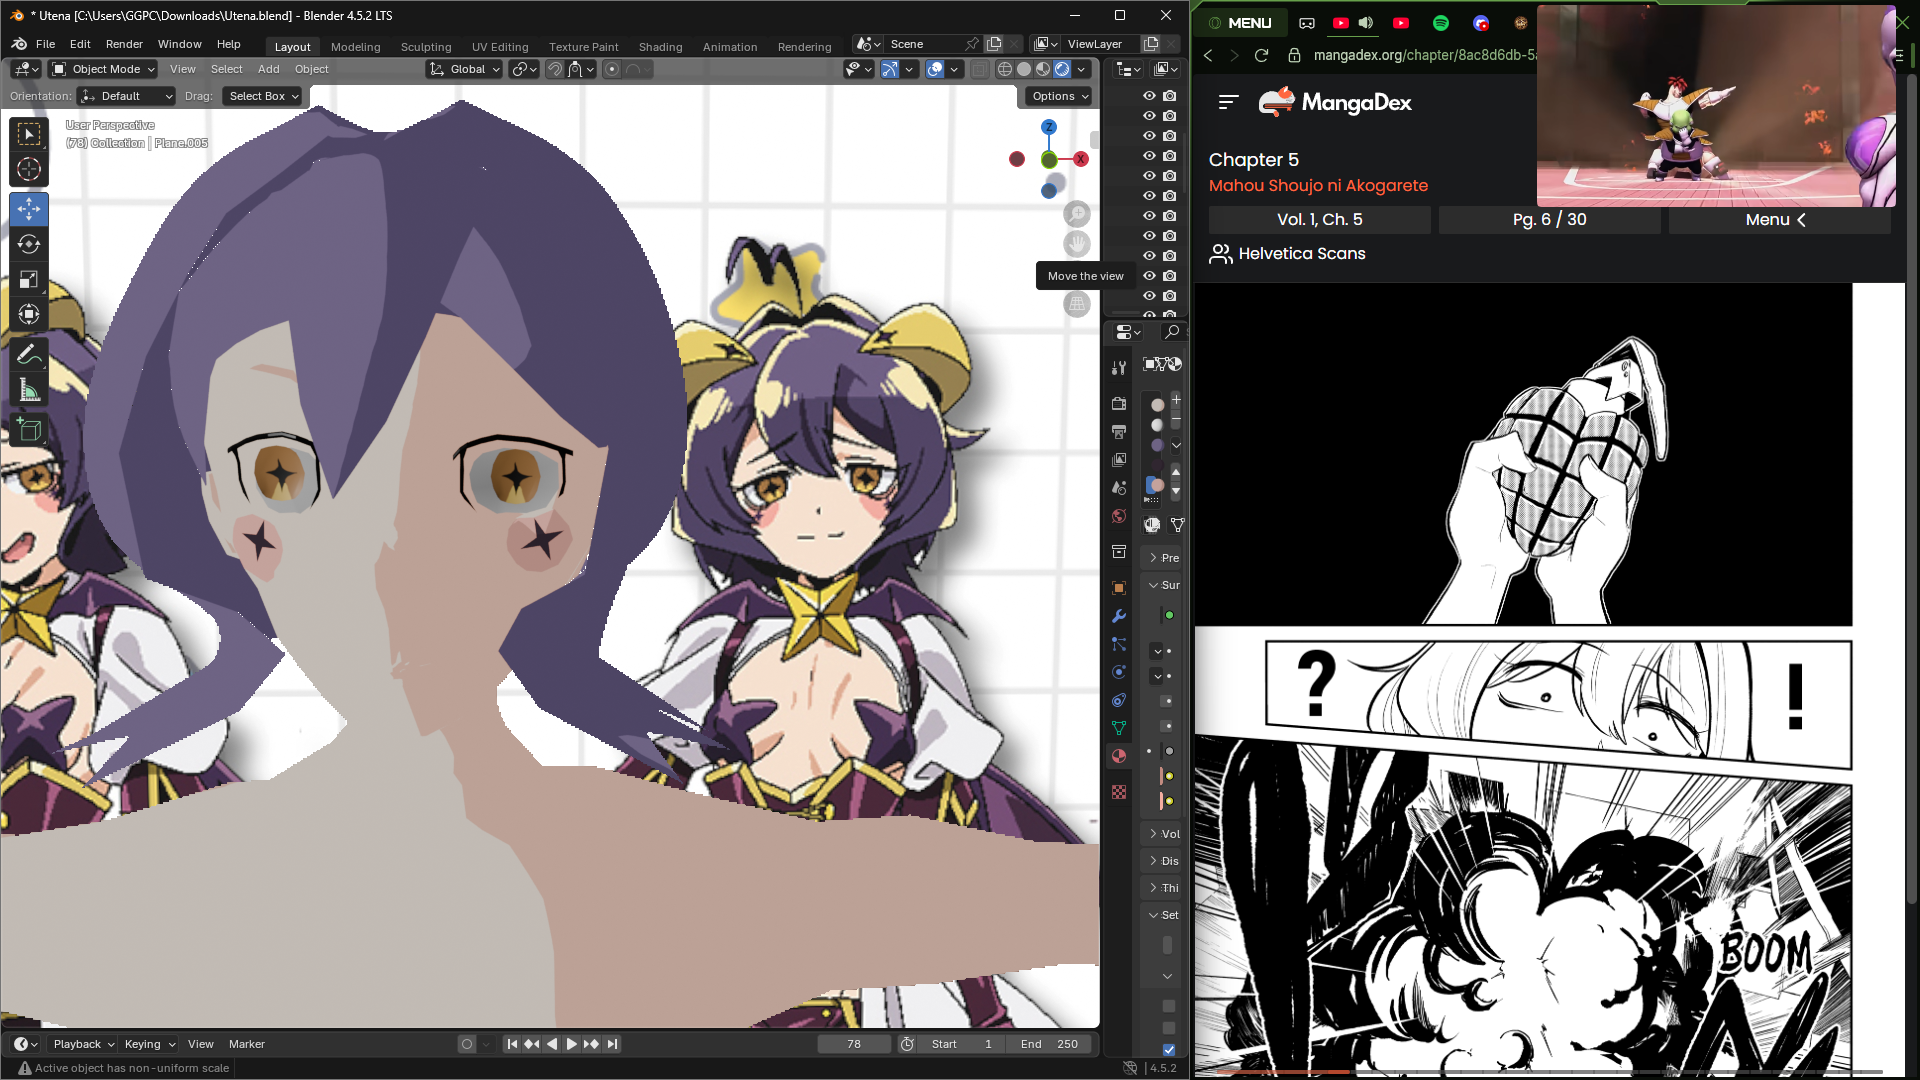 * Utena [C:\Users\GGPC\Downloads\Utena.blend] - Blender 4.5.2 LTS
File Edit Render Window Help Layout Modeling Sculpting UV Editing Texture Paint Shading Animation Rendering Scene ViewLayer
Object Mode View Select Add Object Global
Orientation: Default Drag: Select Box Options
User Perspective
(78) Collection | Plane.005
Z
X
Move the view
Pre
Sur
Vol
Dis
Thi
Set
Playback Keying View Marker 78 Start 1 End 250
Active object has non-uniform scale 4.5.2
MENU
mangadex.org/chapter/8ac8d6db-5
MangaDex
Chapter 5
Mahou Shoujo ni Akogarete
Vol. 1, Ch. 5 Pg. 6 / 30 Menu
Helvetica Scans
? !
BOOM